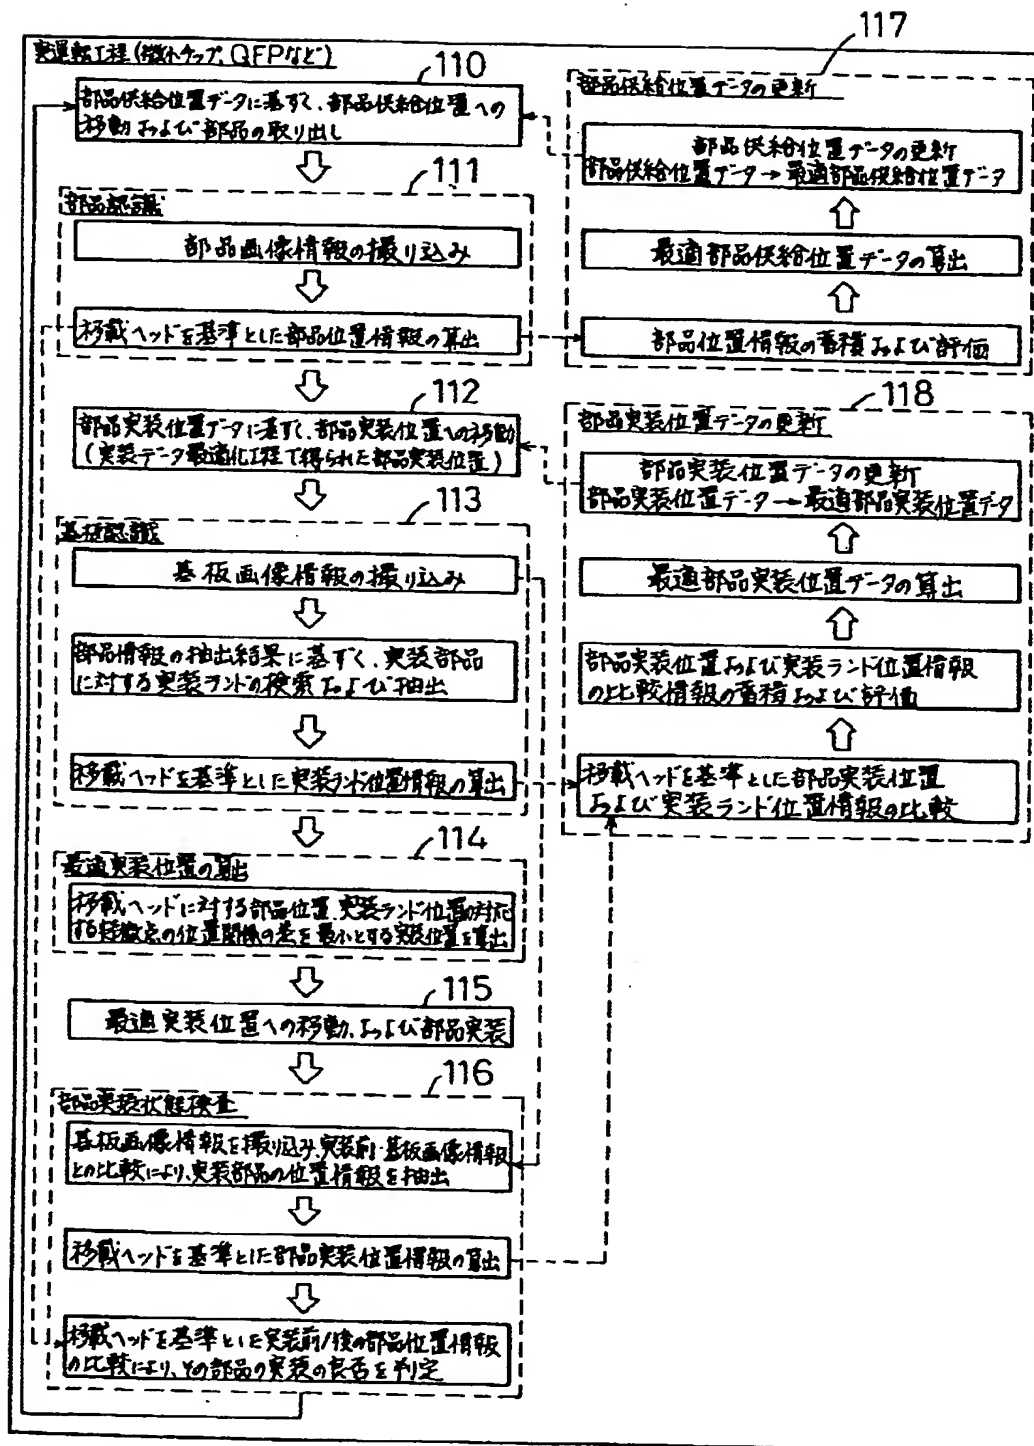 実運転工程(微小チップ、QFPなど)
110
部品供給位置データに基ずく、部品供給位置への
移動および部品の取り出し
111
部品認識
部品画像情報の撮り込み
移載ヘッドを基準とした部品位置情報の算出
112
部品実装位置データに基ずく、部品実装位置への移動
(実装データ最適化工程で得られた部品実装位置)
113
基板認識
基板画像情報の撮り込み
部品情報の抽出結果に基ずく、実装部品
に対する実装ランドの検索および抽出
移載ヘッドを基準とした実装ランド位置情報の算出
114
最適実装位置の算出
移載ヘッドに対する部品位置、実装ランド位置の対応
する特徴点の位置関係の差を最小とする実装位置を算出
115
最適実装位置への移動、および部品実装
116
部品実装状態検査
基板画像情報を撮り込み、実装前・基板画像情報
との比較により、実装部品の位置情報を抽出
移載ヘッドを基準とした部品実装位置情報の算出
移載ヘッドを基準とした実装前/後の部品位置情報
の比較により、その部品の実装の良否を判定
117
部品供給位置データの更新
部品供給位置データの更新
部品供給位置データ→最適部品供給位置データ
最適部品供給位置データの算出
部品位置情報の蓄積および評価
118
部品実装位置データの更新
部品実装位置データの更新
部品実装位置データ→最適部品実装位置データ
最適部品実装位置データの算出
部品実装位置および実装ランド位置情報
の比較情報の蓄積および評価
移載ヘッドを基準とした部品実装位置
および実装ランド位置情報の比較